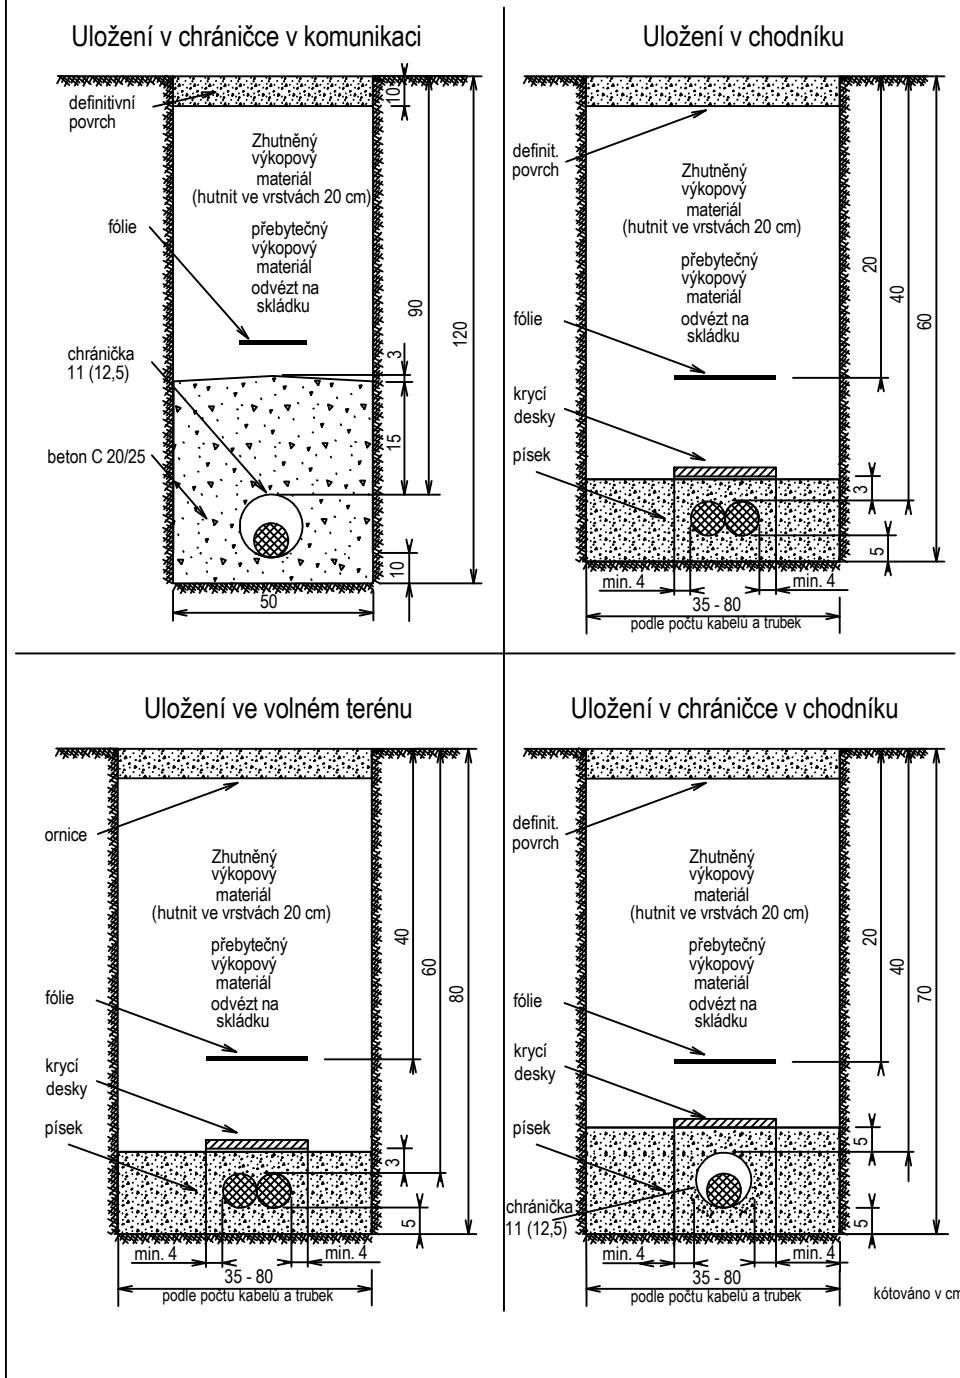 Uložení v chráničce v komunikaci
definitivní
povrch
Zhutněný
výkopový
materiál
(hutnit ve vrstvách 20 cm)
přebytečný
výkopový
materiál
odvézt na
skládku
fólie
chránička
11 (12,5)
beton C 20/25
10
90
120
3
15
10
50
Uložení v chodníku
definit.
povrch
Zhutněný
výkopový
materiál
(hutnit ve vrstvách 20 cm)
přebytečný
výkopový
materiál
odvézt na
skládku
fólie
krycí
desky
písek
20
40
60
3
5
min. 4
min. 4
35 - 80
podle počtu kabelů a trubek
Uložení ve volném terénu
ornice
Zhutněný
výkopový
materiál
(hutnit ve vrstvách 20 cm)
přebytečný
výkopový
materiál
odvézt na
skládku
fólie
krycí
desky
písek
40
60
80
3
5
min. 4
min. 4
35 - 80
podle počtu kabelů a trubek
Uložení v chráničce v chodníku
definit.
povrch
Zhutněný
výkopový
materiál
(hutnit ve vrstvách 20 cm)
přebytečný
výkopový
materiál
odvézt na
skládku
fólie
krycí
desky
písek
chránička
11 (12,5)
20
40
70
5
5
min. 4
min. 4
35 - 80
podle počtu kabelů a trubek
kótováno v cm